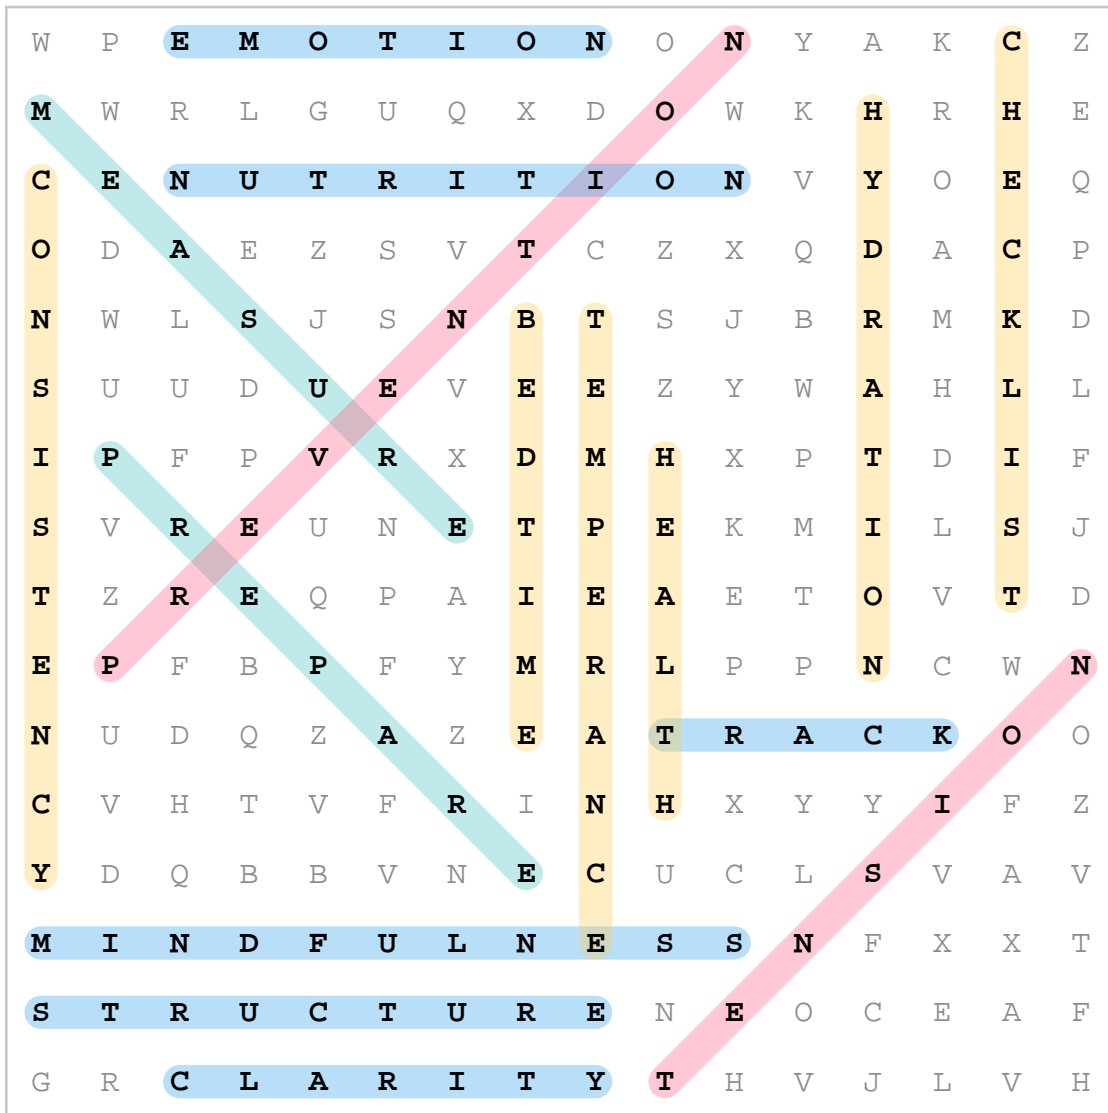 W P E M O T I O N O N Y A K C Z
M W R L G U Q X D O W K H R H E
C E N U T R I T I O N V Y O E Q
O D A E Z S V T C Z X Q D A C P
N W L S J S N B T S J B R M K D
S U U D U E V E E Z Y W A H L L
I P F P V R X D M H X P T D I F
S V R E U N E T P E K M I L S J
T Z R E Q P A I E A E T O V T D
E P F B P F Y M R L P P N C W N
N U D Q Z A Z E A T R A C K O O
C V H T V F R I N H X Y Y I F Z
Y D Q B B V N E C U C L S V A V
M I N D F U L N E S S N F X X T
S T R U C T U R E N E O C E A F
G R C L A R I T Y T H V J L V H